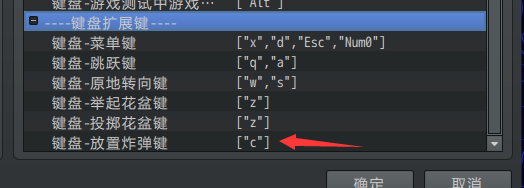 键盘-游戏测试中游戏… ["Alt"]
----键盘扩展键----
键盘-菜单键 ["x","d","Esc","Num0"]
键盘-跳跃键 ["q","a"]
键盘-原地转向键 ["w","s"]
键盘-举起花盆键 ["z"]
键盘-投掷花盆键 ["z"]
键盘-放置炸弹键 ["c"]
确定 取消